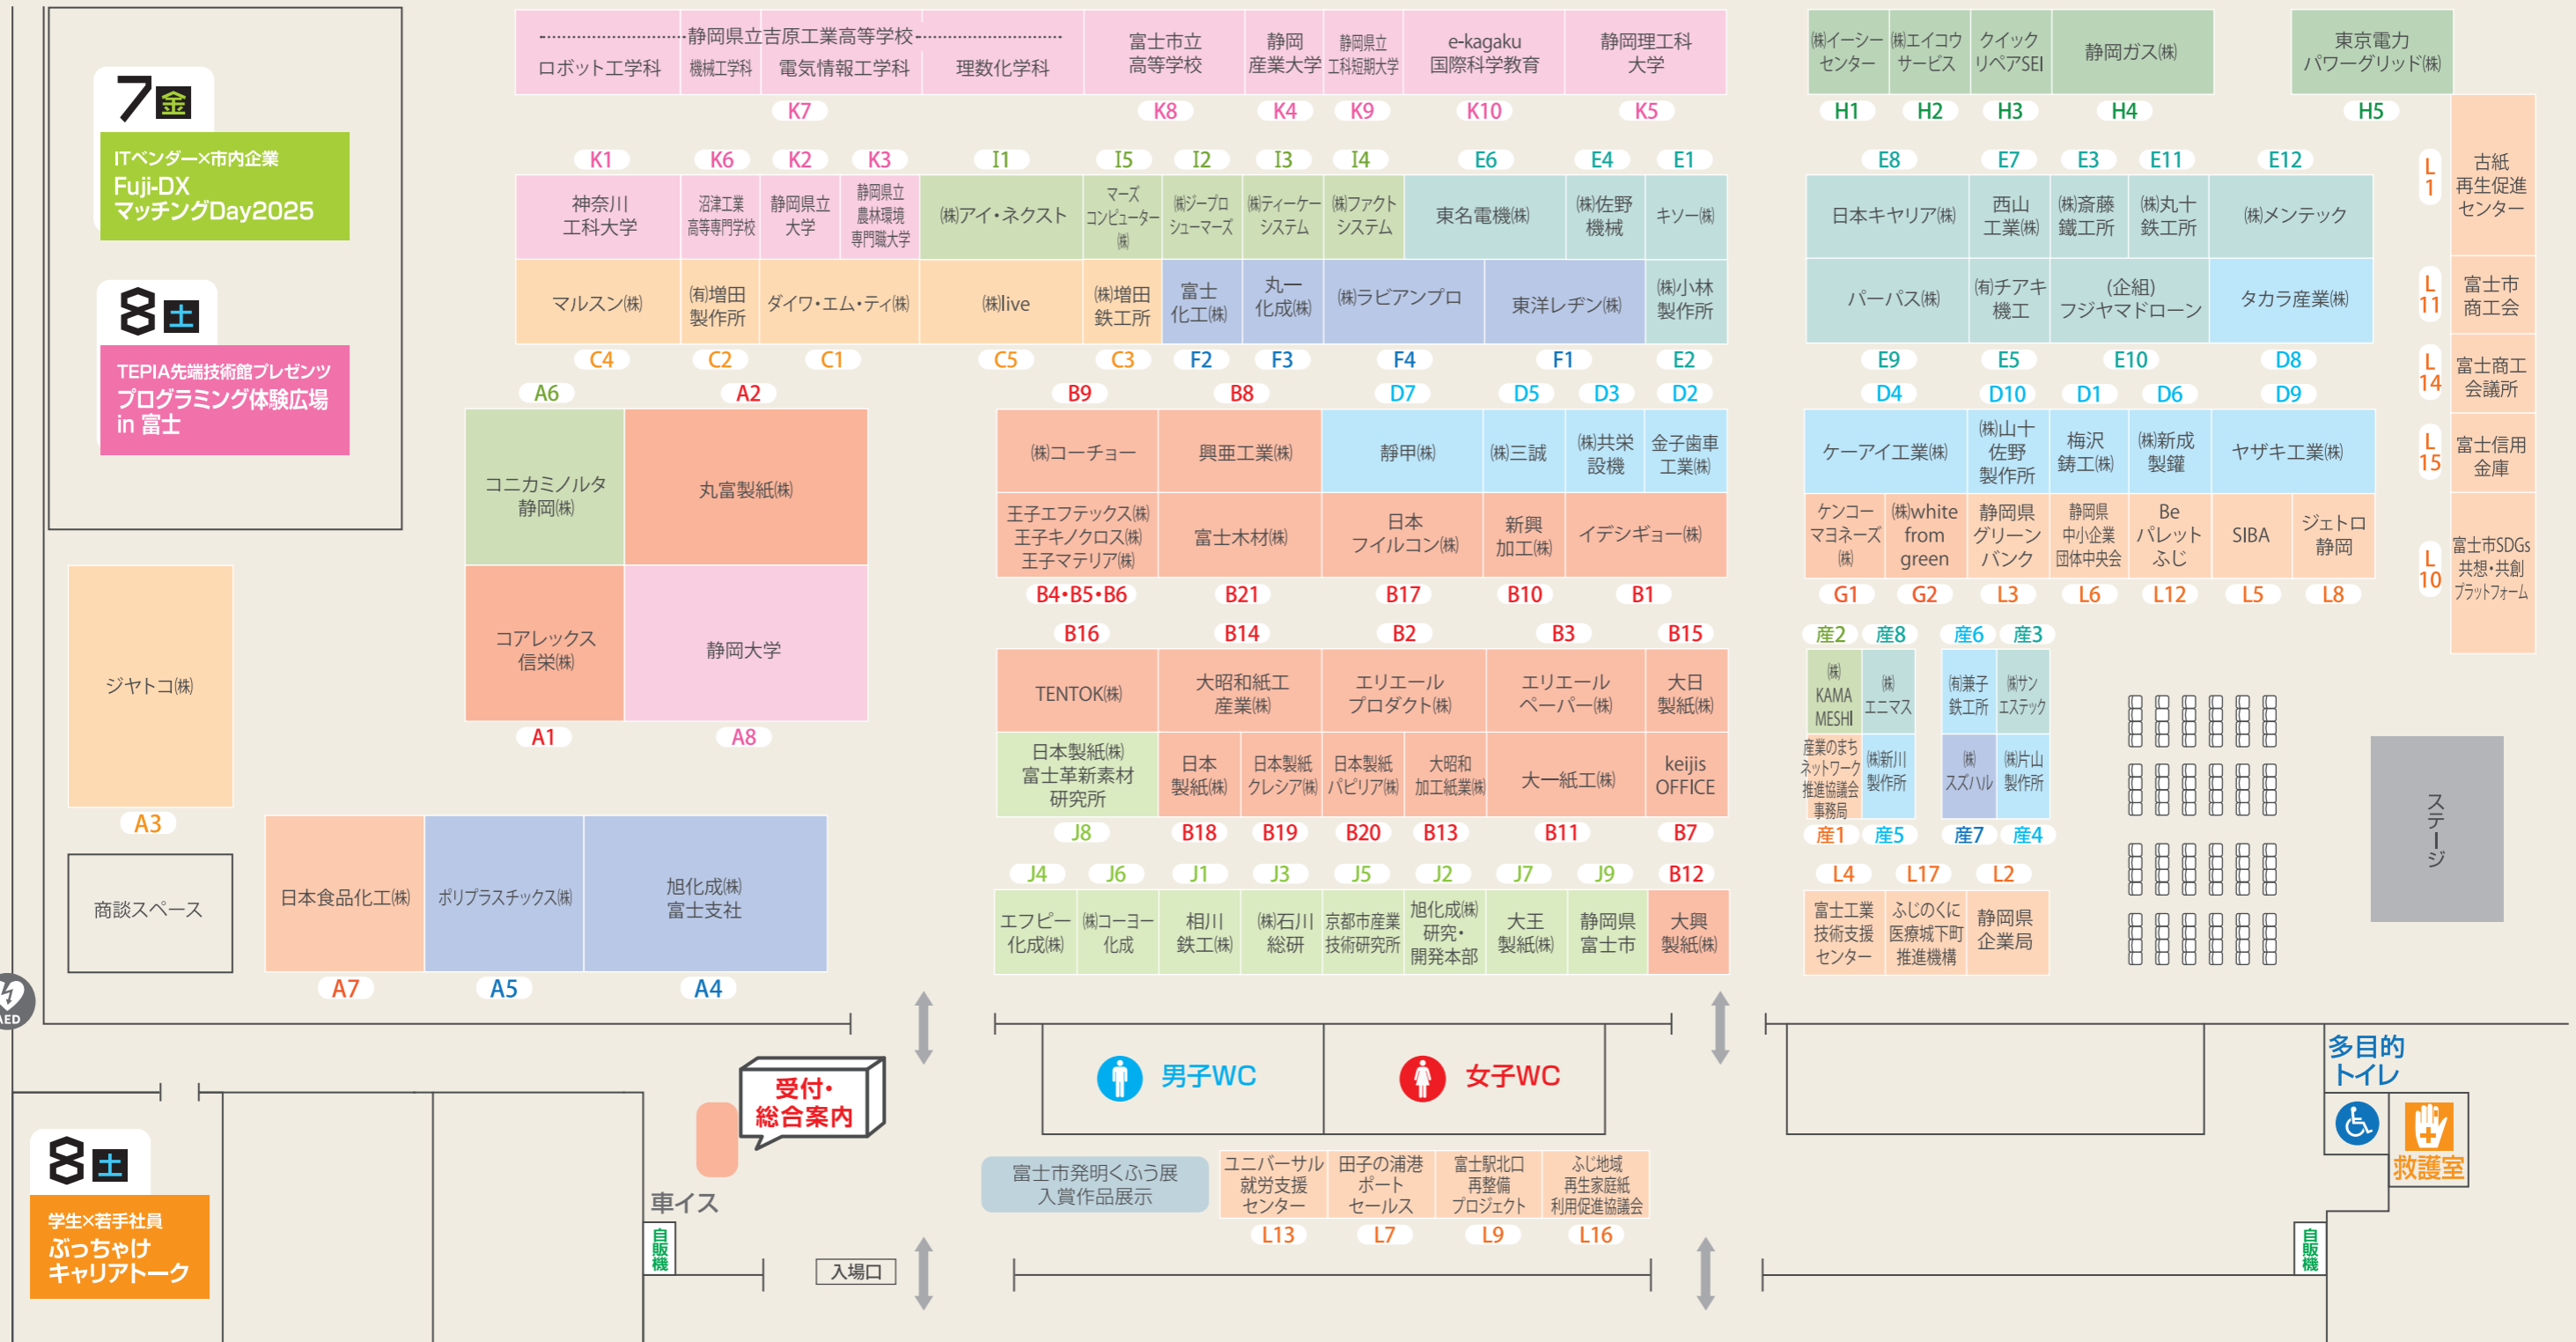 7 金
ITベンダー×市内企業
Fuji-DX
マッチングDay2025
8 土
TEPIA先端技術館プレゼンツ
プログラミング体験広場
in 富士
静岡県立吉原工業高等学校
ロボット工学科
機械工学科
電気情報工学科
理数化学科
K7
富士市立
高等学校
K8
静岡
産業大学
K4
静岡県立
工科短期大学
K9
e-kagaku
国際科学教育
K10
静岡理工科
大学
K5
㈱イーシー
センター
H1
㈱エイコウ
サービス
H2
クイック
リペアSEI
H3
静岡ガス㈱
H4
東京電力
パワーグリッド㈱
H5
K1
神奈川
工科大学
K6
沼津工業
高等専門学校
K2
静岡県立
大学
K3
静岡県立
農林環境
専門職大学
I1
㈱アイ・ネクスト
I5
マーズ
コンピューター
㈱
I2
㈱ジープロ
シューマーズ
I3
㈱ティーケー
システム
I4
㈱ファクト
システム
E6
東名電機㈱
E4
㈱佐野
機械
E1
キソー㈱
E8
日本キヤリア㈱
E7
西山
工業㈱
E3
㈱斎藤
鐵工所
E11
㈱丸十
鉄工所
E12
㈱メンテック
L
1
古紙
再生促進
センター
マルスン㈱
C4
㈲増田
製作所
C2
ダイワ・エム・ティ㈱
C1
㈱live
C5
㈱増田
鉄工所
C3
富士
化工㈱
F2
丸一
化成㈱
F3
㈱ラビアンプロ
F4
東洋レヂン㈱
F1
㈱小林
製作所
E2
パーパス㈱
E9
㈲チアキ
機工
E5
(企組)
フジヤマドローン
E10
タカラ産業㈱
D8
L
11
富士市
商工会
L
14
富士商工
会議所
L
15
富士信用
金庫
L
10
富士市SDGs
共想・共創
プラットフォーム
A6
コニカミノルタ
静岡㈱
A2
丸富製紙㈱
コアレックス
信栄㈱
A1
静岡大学
A8
B9
㈱コーチョー
B8
興亜工業㈱
D7
靜甲㈱
D5
㈱三誠
D3
㈱共栄
設機
D2
金子歯車
工業㈱
D4
ケーアイ工業㈱
D10
㈱山十
佐野
製作所
D1
梅沢
鋳工㈱
D6
㈱新成
製罐
D9
ヤザキ工業㈱
王子エフテックス㈱
王子キノクロス㈱
王子マテリア㈱
B4・B5・B6
富士木材㈱
B21
日本
フイルコン㈱
B17
新興
加工㈱
B10
イデシギョー㈱
B1
ケンコー
マヨネーズ
㈱
G1
㈱white
from
green
G2
静岡県
グリーン
バンク
L3
静岡県
中小企業
団体中央会
L6
Be
パレット
ふじ
L12
SIBA
L5
ジェトロ
静岡
L8
B16
TENTOK㈱
B14
大昭和紙工
産業㈱
B2
エリエール
プロダクト㈱
B3
エリエール
ペーパー㈱
B15
大日
製紙㈱
産2
㈱
KAMA
MESHI
産8
㈱
エニマス
産6
㈲兼子
鉄工所
産3
㈱サン
エステック
日本製紙㈱
富士革新素材
研究所
J8
日本
製紙㈱
B18
日本製紙
クレシア㈱
B19
日本製紙
パピリア㈱
B20
大昭和
加工紙業㈱
B13
大一紙工㈱
B11
keijis
OFFICE
B7
産業のまち
ネットワーク
推進協議会
事務局
産1
㈱新川
製作所
産5
㈱
スズハル
産7
㈱片山
製作所
産4
ステージ
ジヤトコ㈱
A3
商談スペース
日本食品化工㈱
A7
ポリプラスチックス㈱
A5
旭化成㈱
富士支社
A4
J4
エフピー
化成㈱
J6
㈱コーヨー
化成
J1
相川
鉄工㈱
J3
㈱石川
総研
J5
京都市産業
技術研究所
J2
旭化成㈱
研究・
開発本部
J7
大王
製紙㈱
J9
静岡県
富士市
B12
大興
製紙㈱
L4
富士工業
技術支援
センター
L17
ふじのくに
医療城下町
推進機構
L2
静岡県
企業局
AED
受付・
総合案内
車イス
自販機
入場口
男子WC
女子WC
多目的
トイレ
救護室
自販機
8 土
学生×若手社員
ぶっちゃけ
キャリアトーク
富士市発明くふう展
入賞作品展示
ユニバーサル
就労支援
センター
L13
田子の浦港
ポート
セールス
L7
富士駅北口
再整備
プロジェクト
L9
ふじ地域
再生家庭紙
利用促進協議会
L16